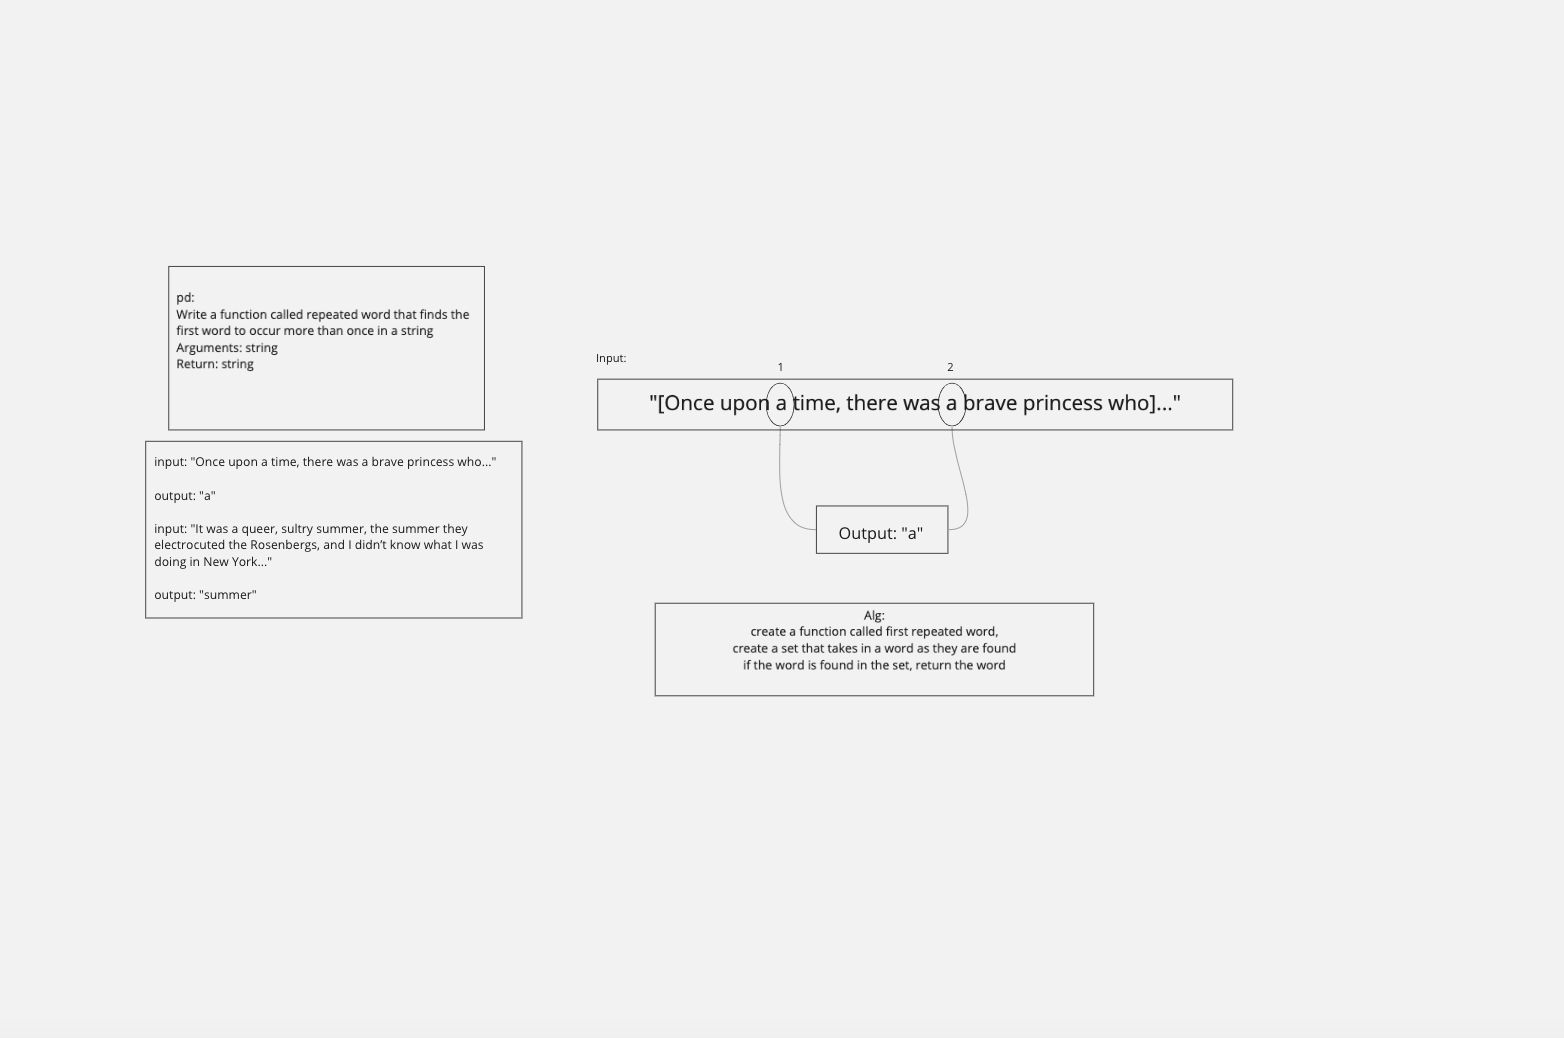 pd:
Write a function called repeated word that finds the
first word to occur more than once in a string
Arguments: string
Return: string
input: "Once upon a time, there was a brave princess who..."
output: "a"
input: "It was a queer, sultry summer, the summer they
electrocuted the Rosenbergs, and I didn’t know what I was
doing in New York..."
output: "summer"
Input:
1
2
"[Once upon a time, there was a brave princess who]..."
Output: "a"
Alg:
create a function called first repeated word,
create a set that takes in a word as they are found
if the word is found in the set, return the word